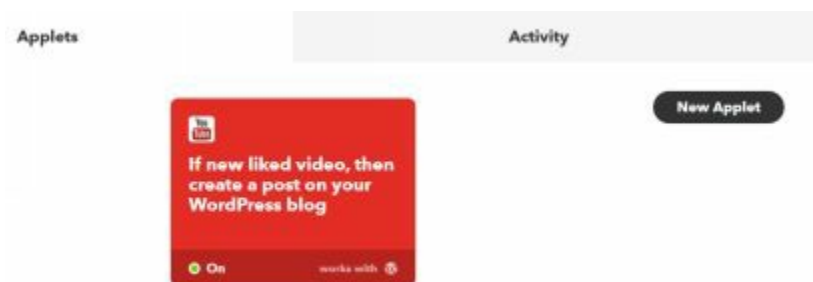 Applets
Activity
New Applet
You
Tube
If new liked video, then
create a post on your
WordPress blog
On
works with